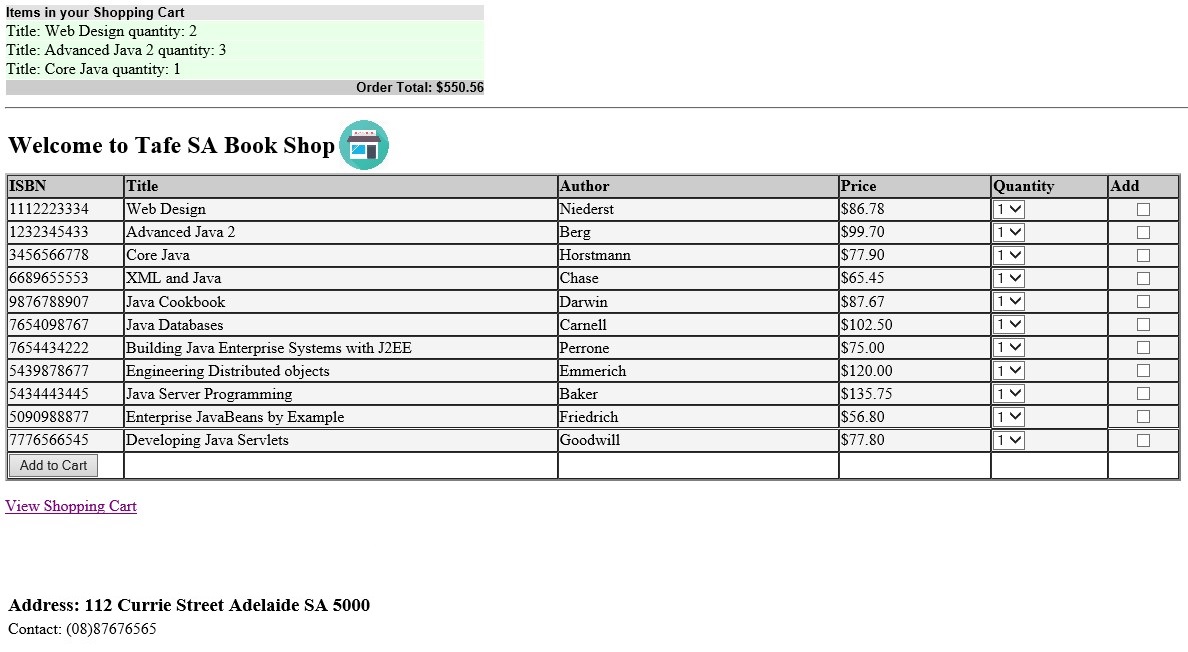 Items in your Shopping Cart
Title: Web Design quantity: 2
Title: Advanced Java 2 quantity: 3
Title: Core Java quantity: 1
Order Total: $550.56
Welcome to Tafe SA Book Shop
ISBN Title Author Price Quantity Add
1112223334 Web Design Niederst $86.78 1
1232345433 Advanced Java 2 Berg $99.70 1
3456566778 Core Java Horstmann $77.90 1
6689655553 XML and Java Chase $65.45 1
9876788907 Java Cookbook Darwin $87.67 1
7654098767 Java Databases Carnell $102.50 1
7654434222 Building Java Enterprise Systems with J2EE Perrone $75.00 1
5439878677 Engineering Distributed objects Emmerich $120.00 1
5434443445 Java Server Programming Baker $135.75 1
5090988877 Enterprise JavaBeans by Example Friedrich $56.80 1
7776566545 Developing Java Servlets Goodwill $77.80 1
Add to Cart
View Shopping Cart
Address: 112 Currie Street Adelaide SA 5000
Contact: (08)87676565